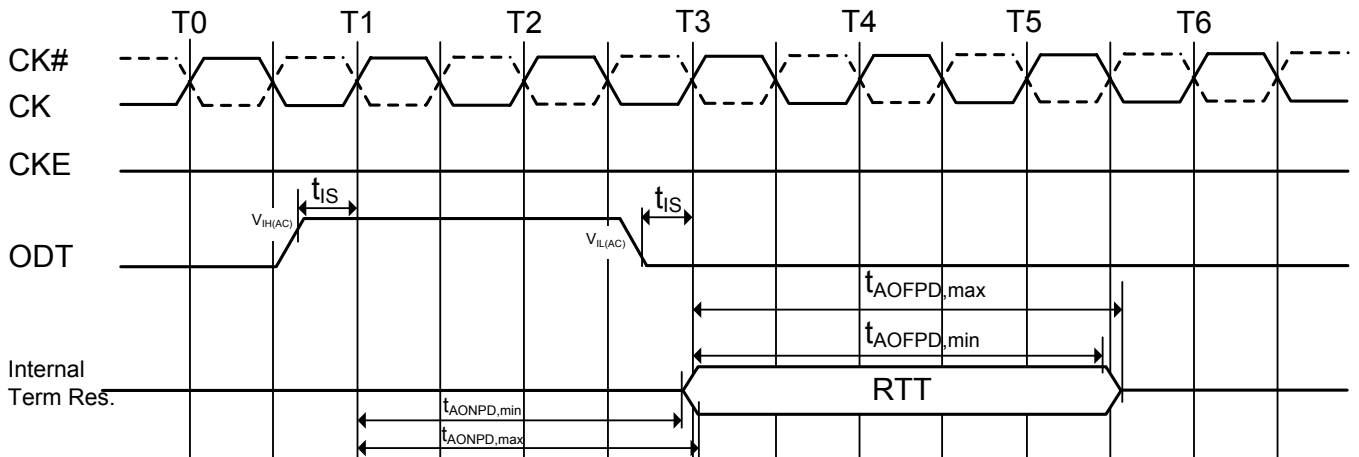 T0 T1 T2 T3 T4 T5 T6
CK#
CK
CKE
tIS
tIS
VIH(AC)
VIL(AC)
ODT
tAOFPD,max
tAOFPD,min
Internal
Term Res.
RTT
tAONPD,min
tAONPD,max